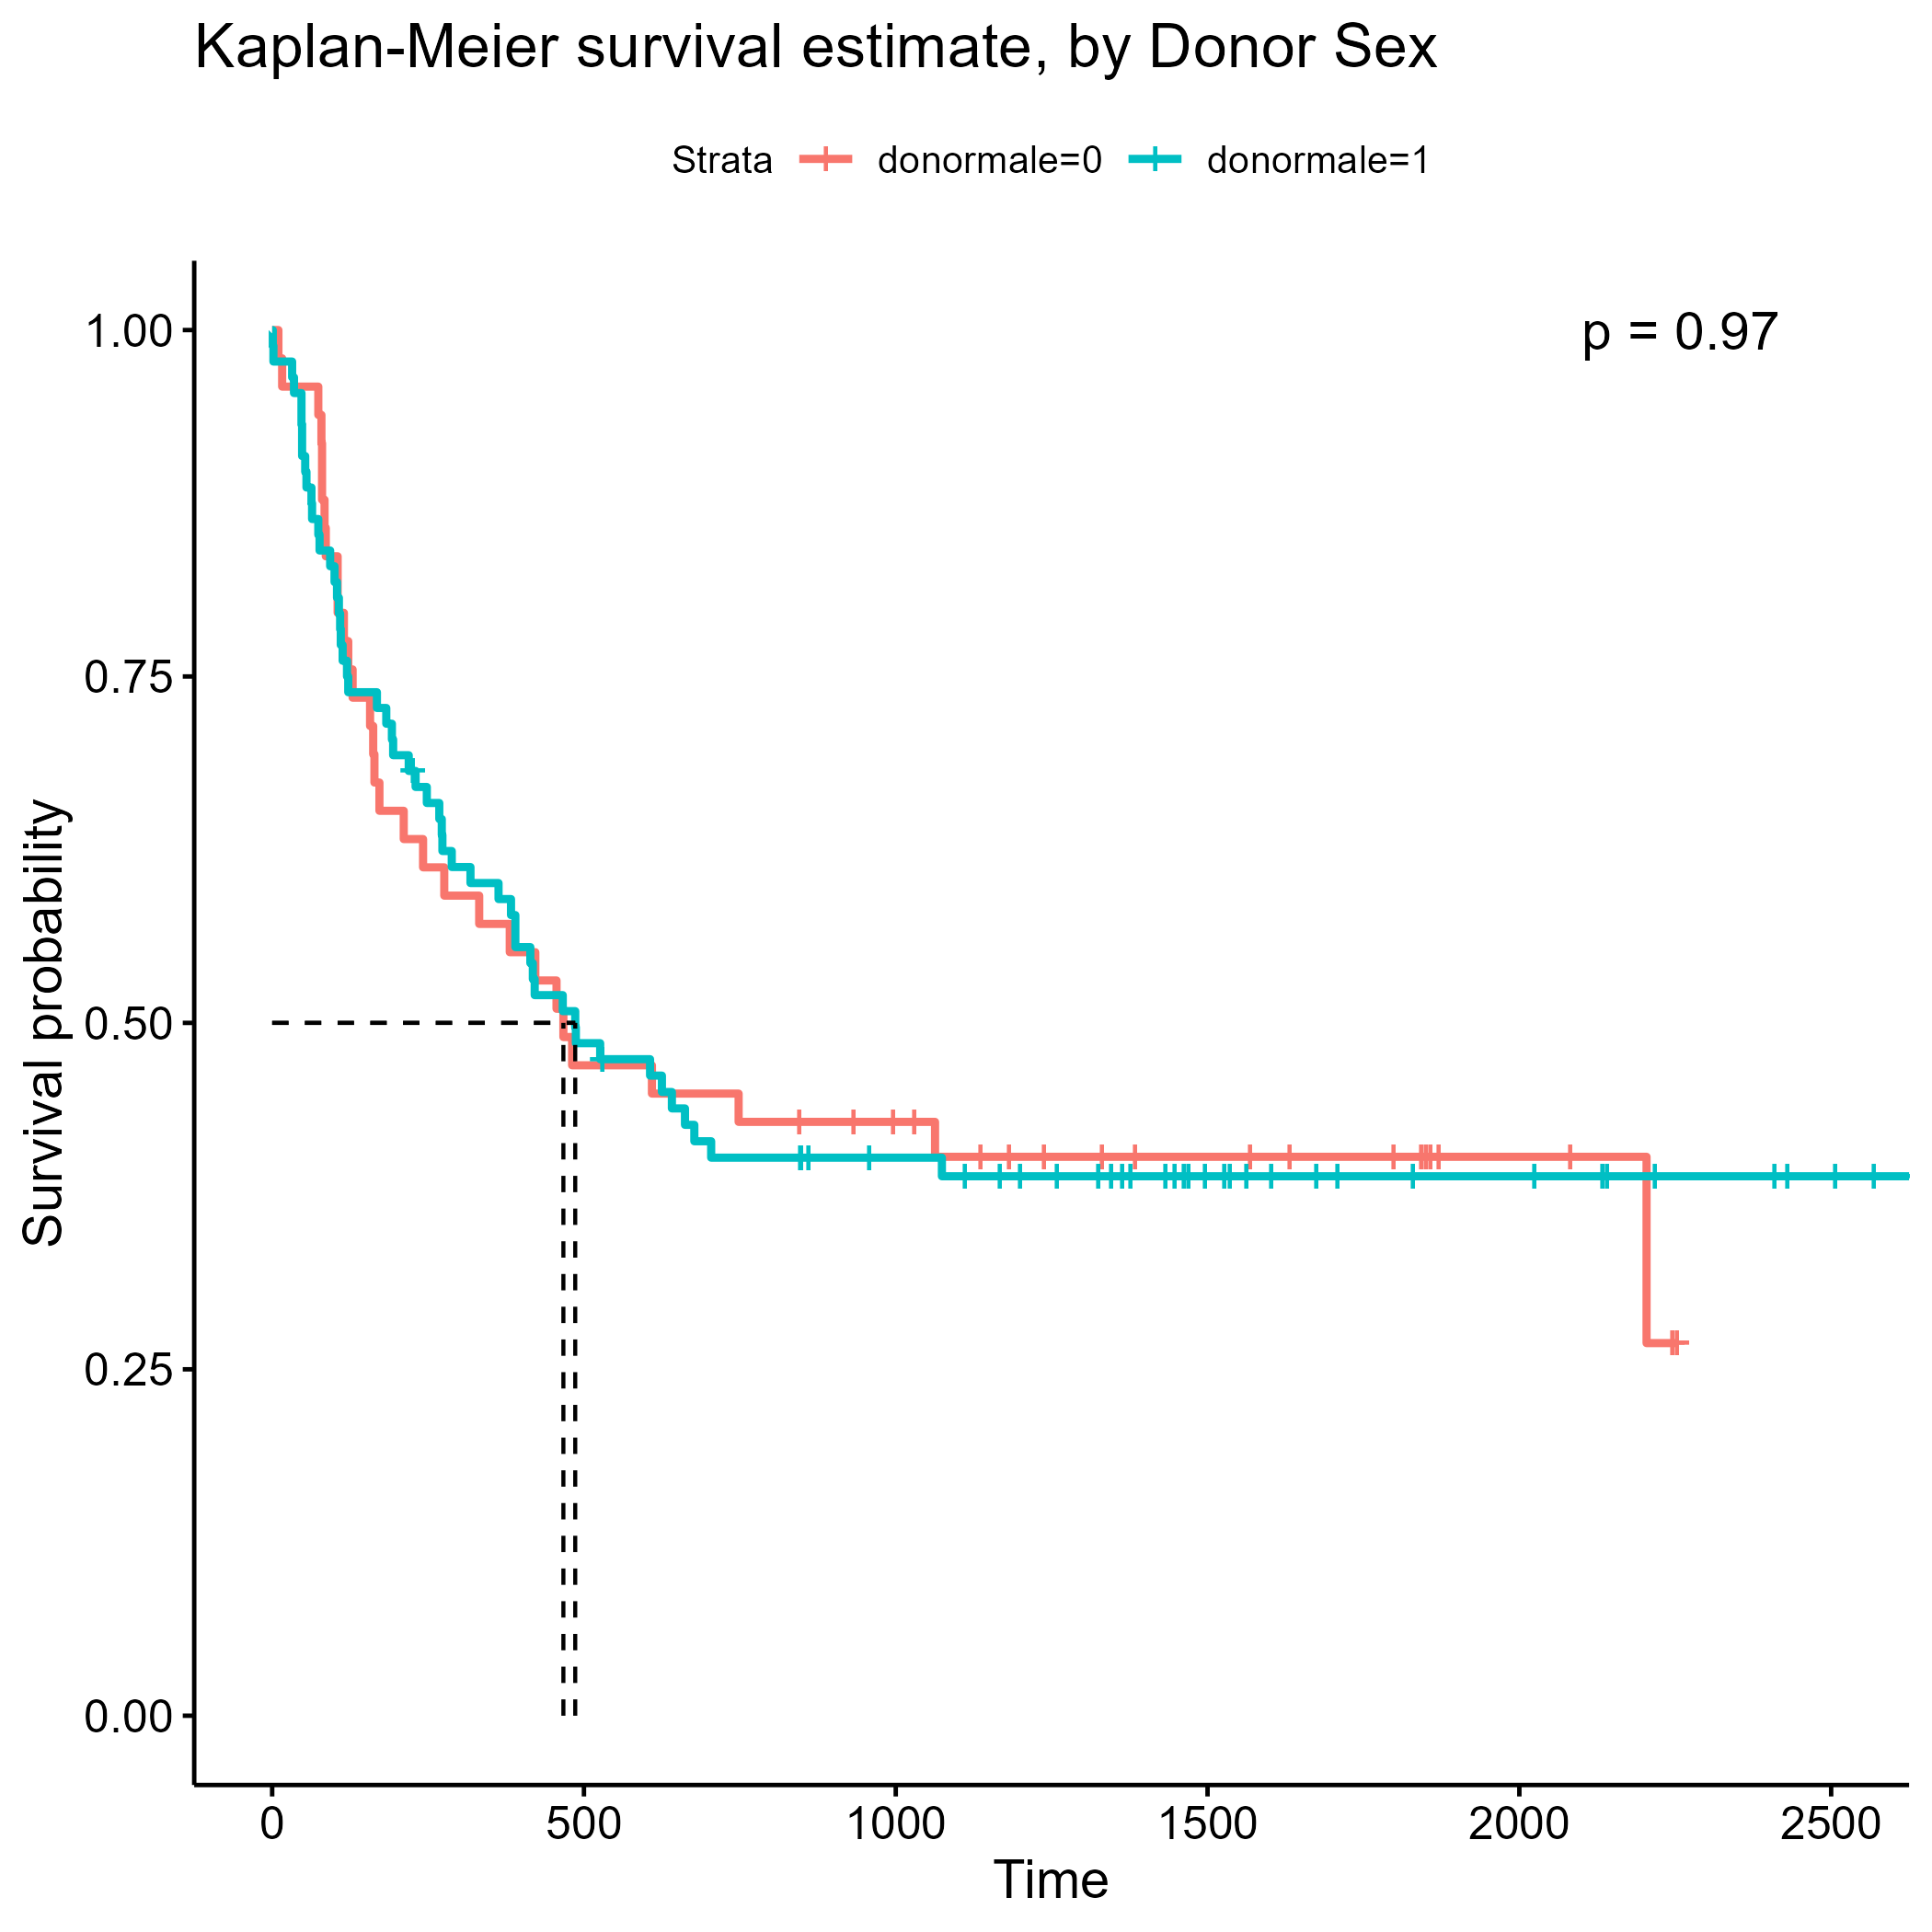 Kaplan-Meier survival estimate, by Donor Sex
Strata donormale=0 donormale=1
p = 0.97
Survival probability
1.00
0.75
0.50
0.25
0.00
0 500 1000 1500 2000 2500
Time